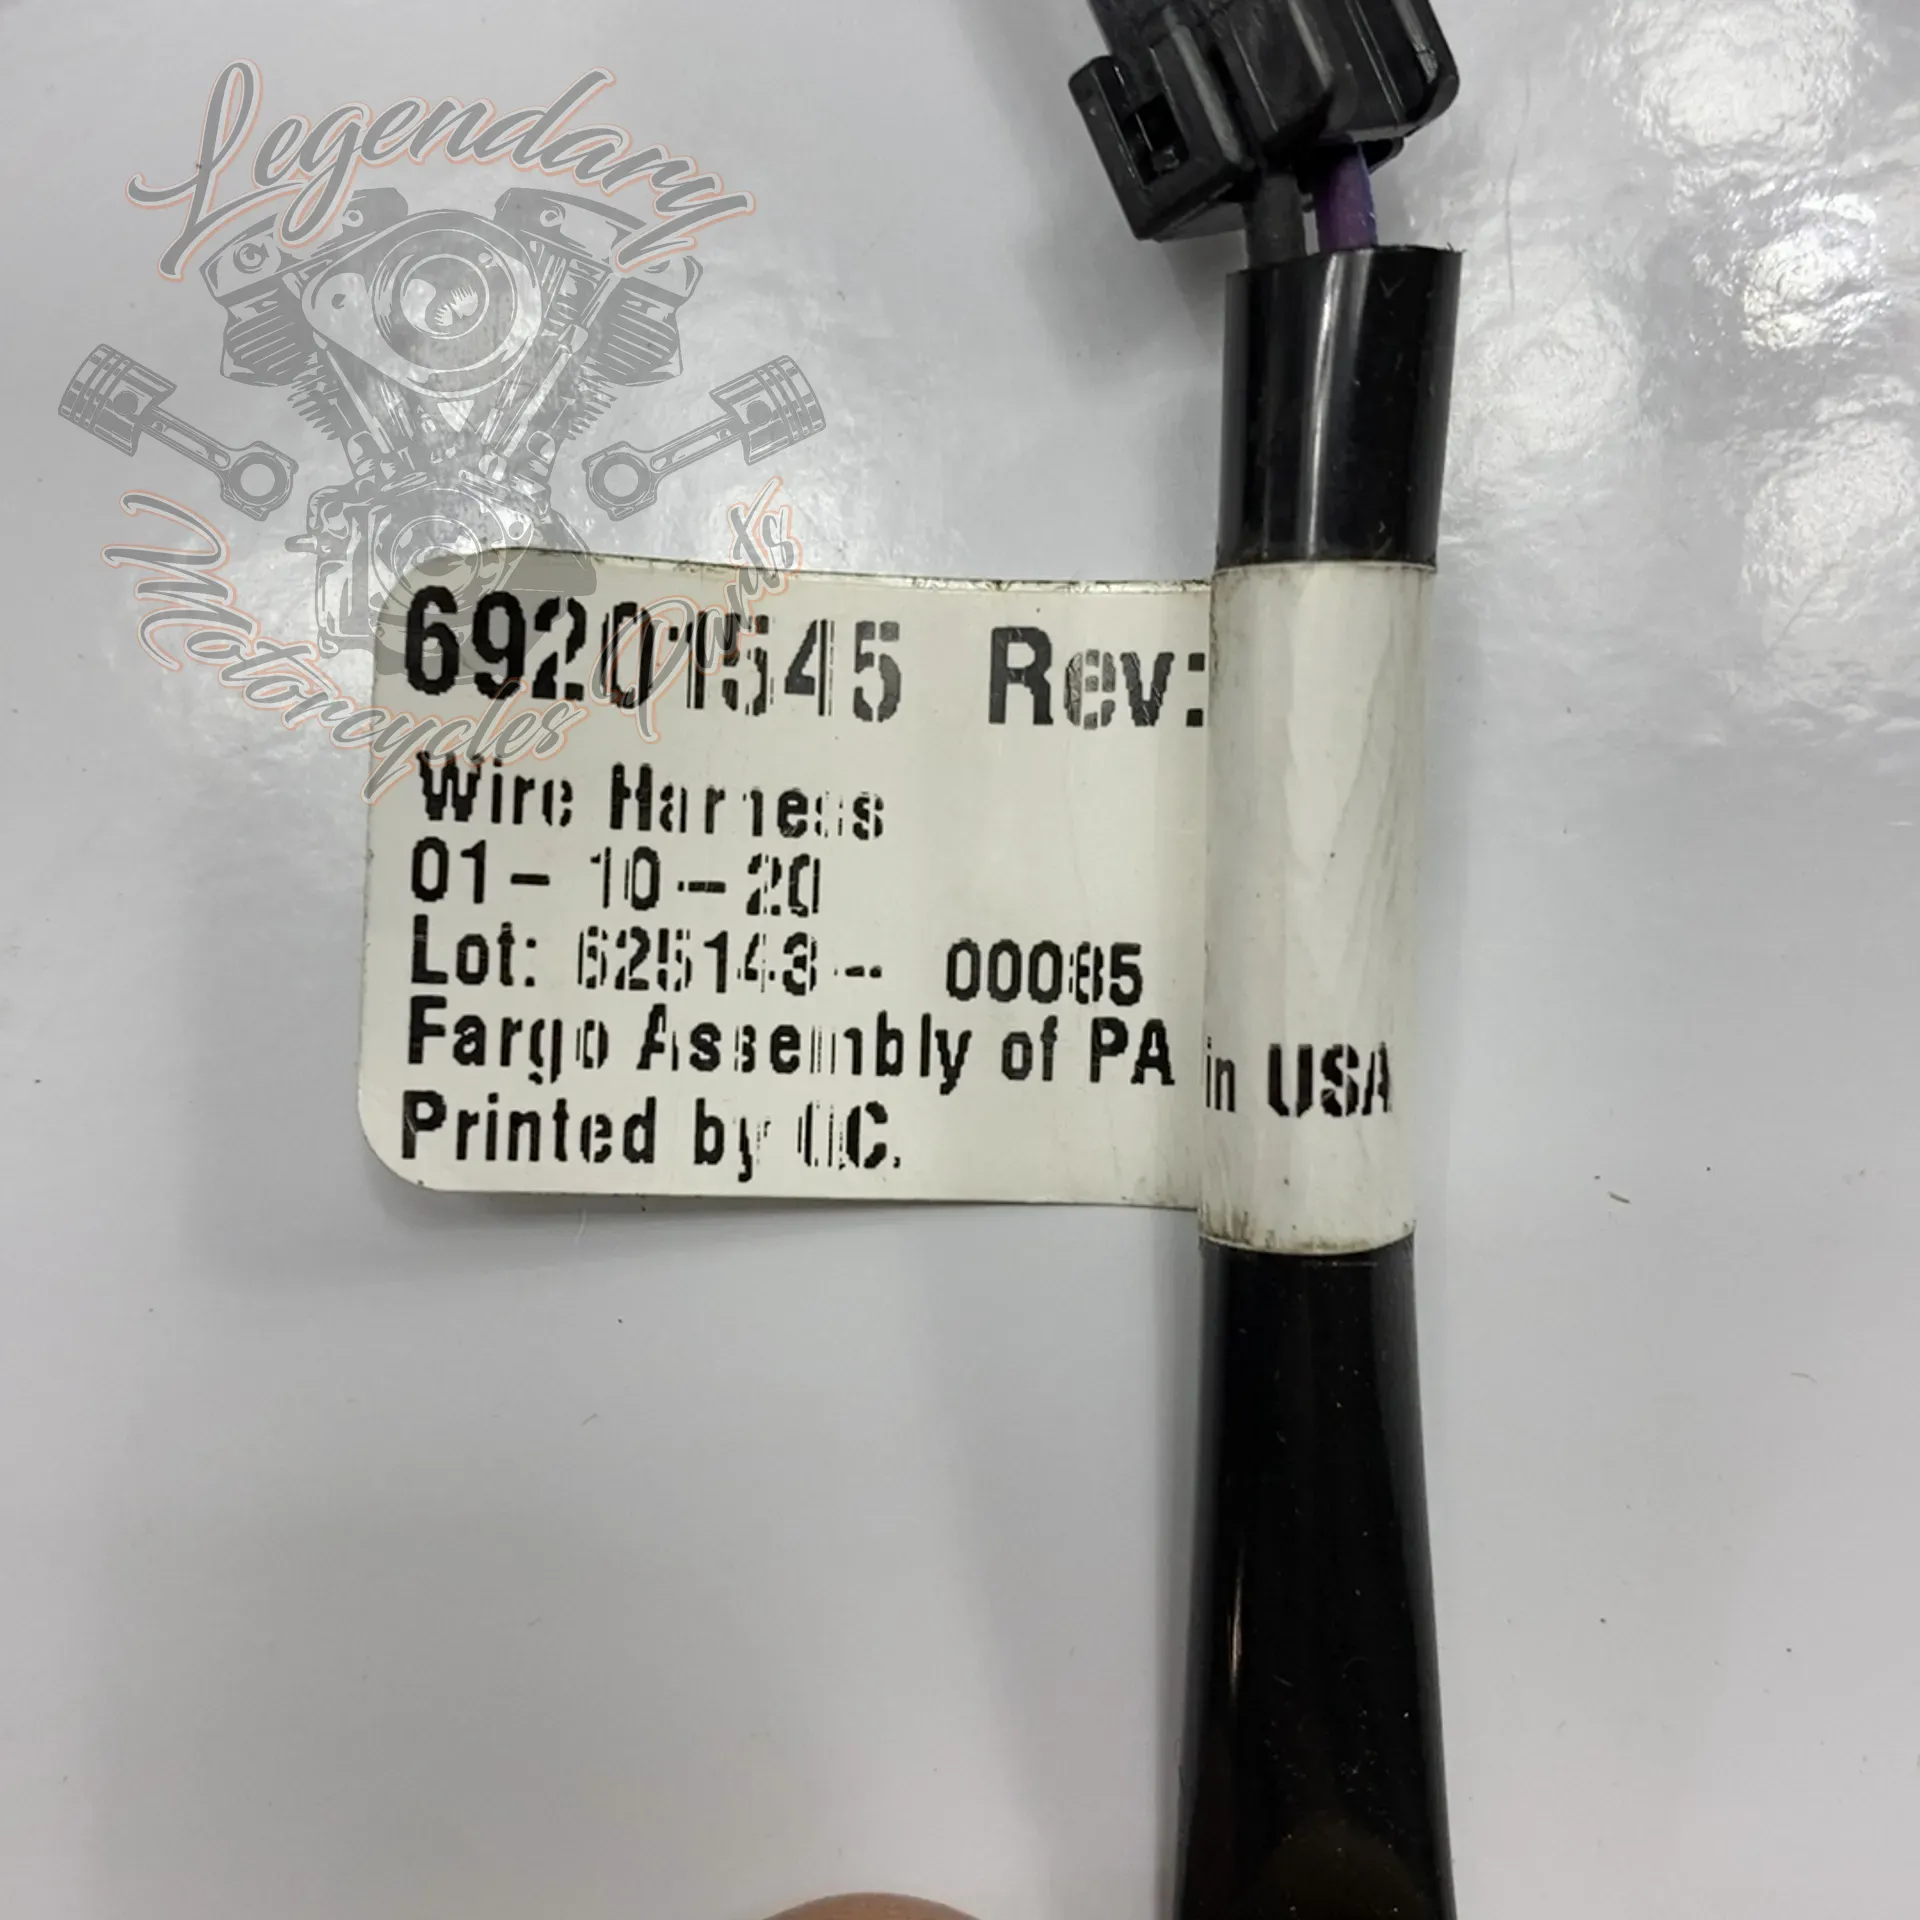 Legendary
Motorcycles Parts
69201545 Rev:
Wire Harness
01-10-20
Lot: 625143-- 00085
Fargo Assembly of PA in USA
Printed by